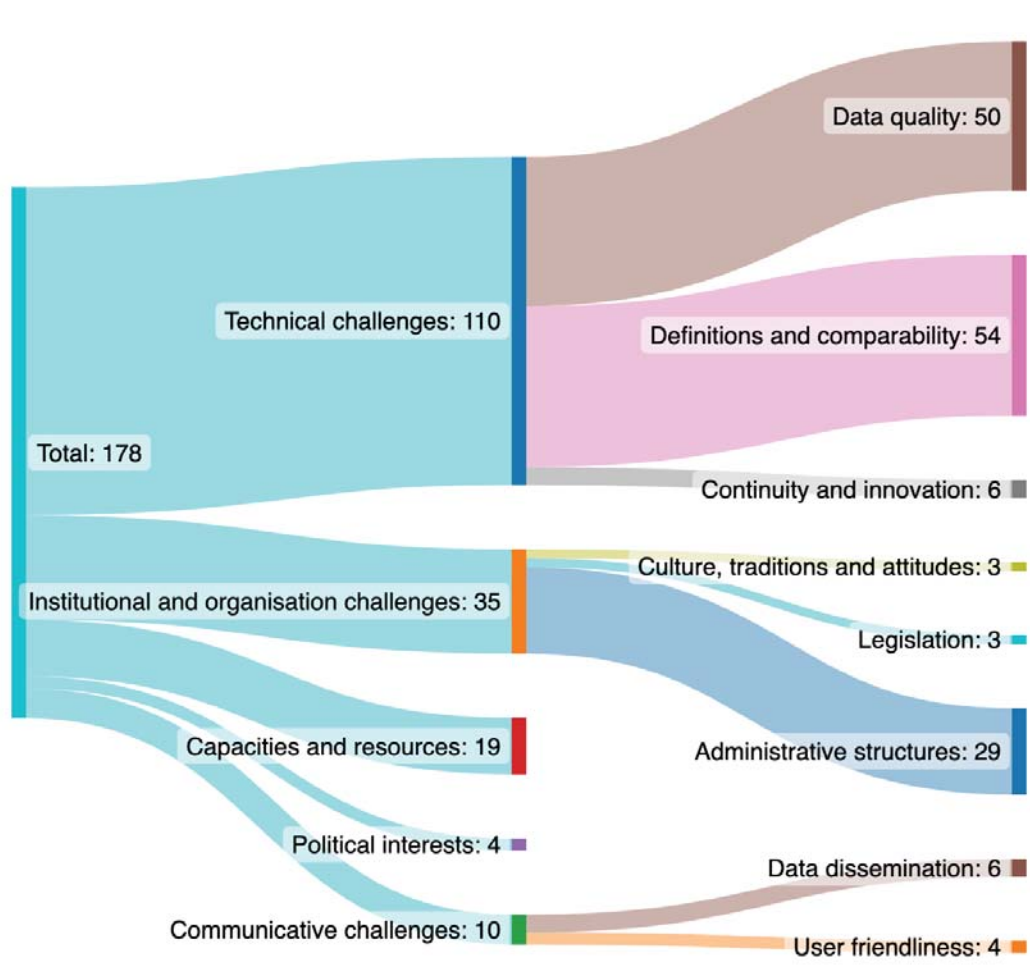 Data quality: 50
Technical challenges: 110
Definitions and comparability: 54
Total: 178
Continuity and innovation: 6
Culture, traditions and attitudes: 3
Institutional and organisation challenges: 35
Legislation: 3
Capacities and resources: 19
Administrative structures: 29
Political interests: 4
Data dissemination: 6
Communicative challenges: 10
User friendliness: 4